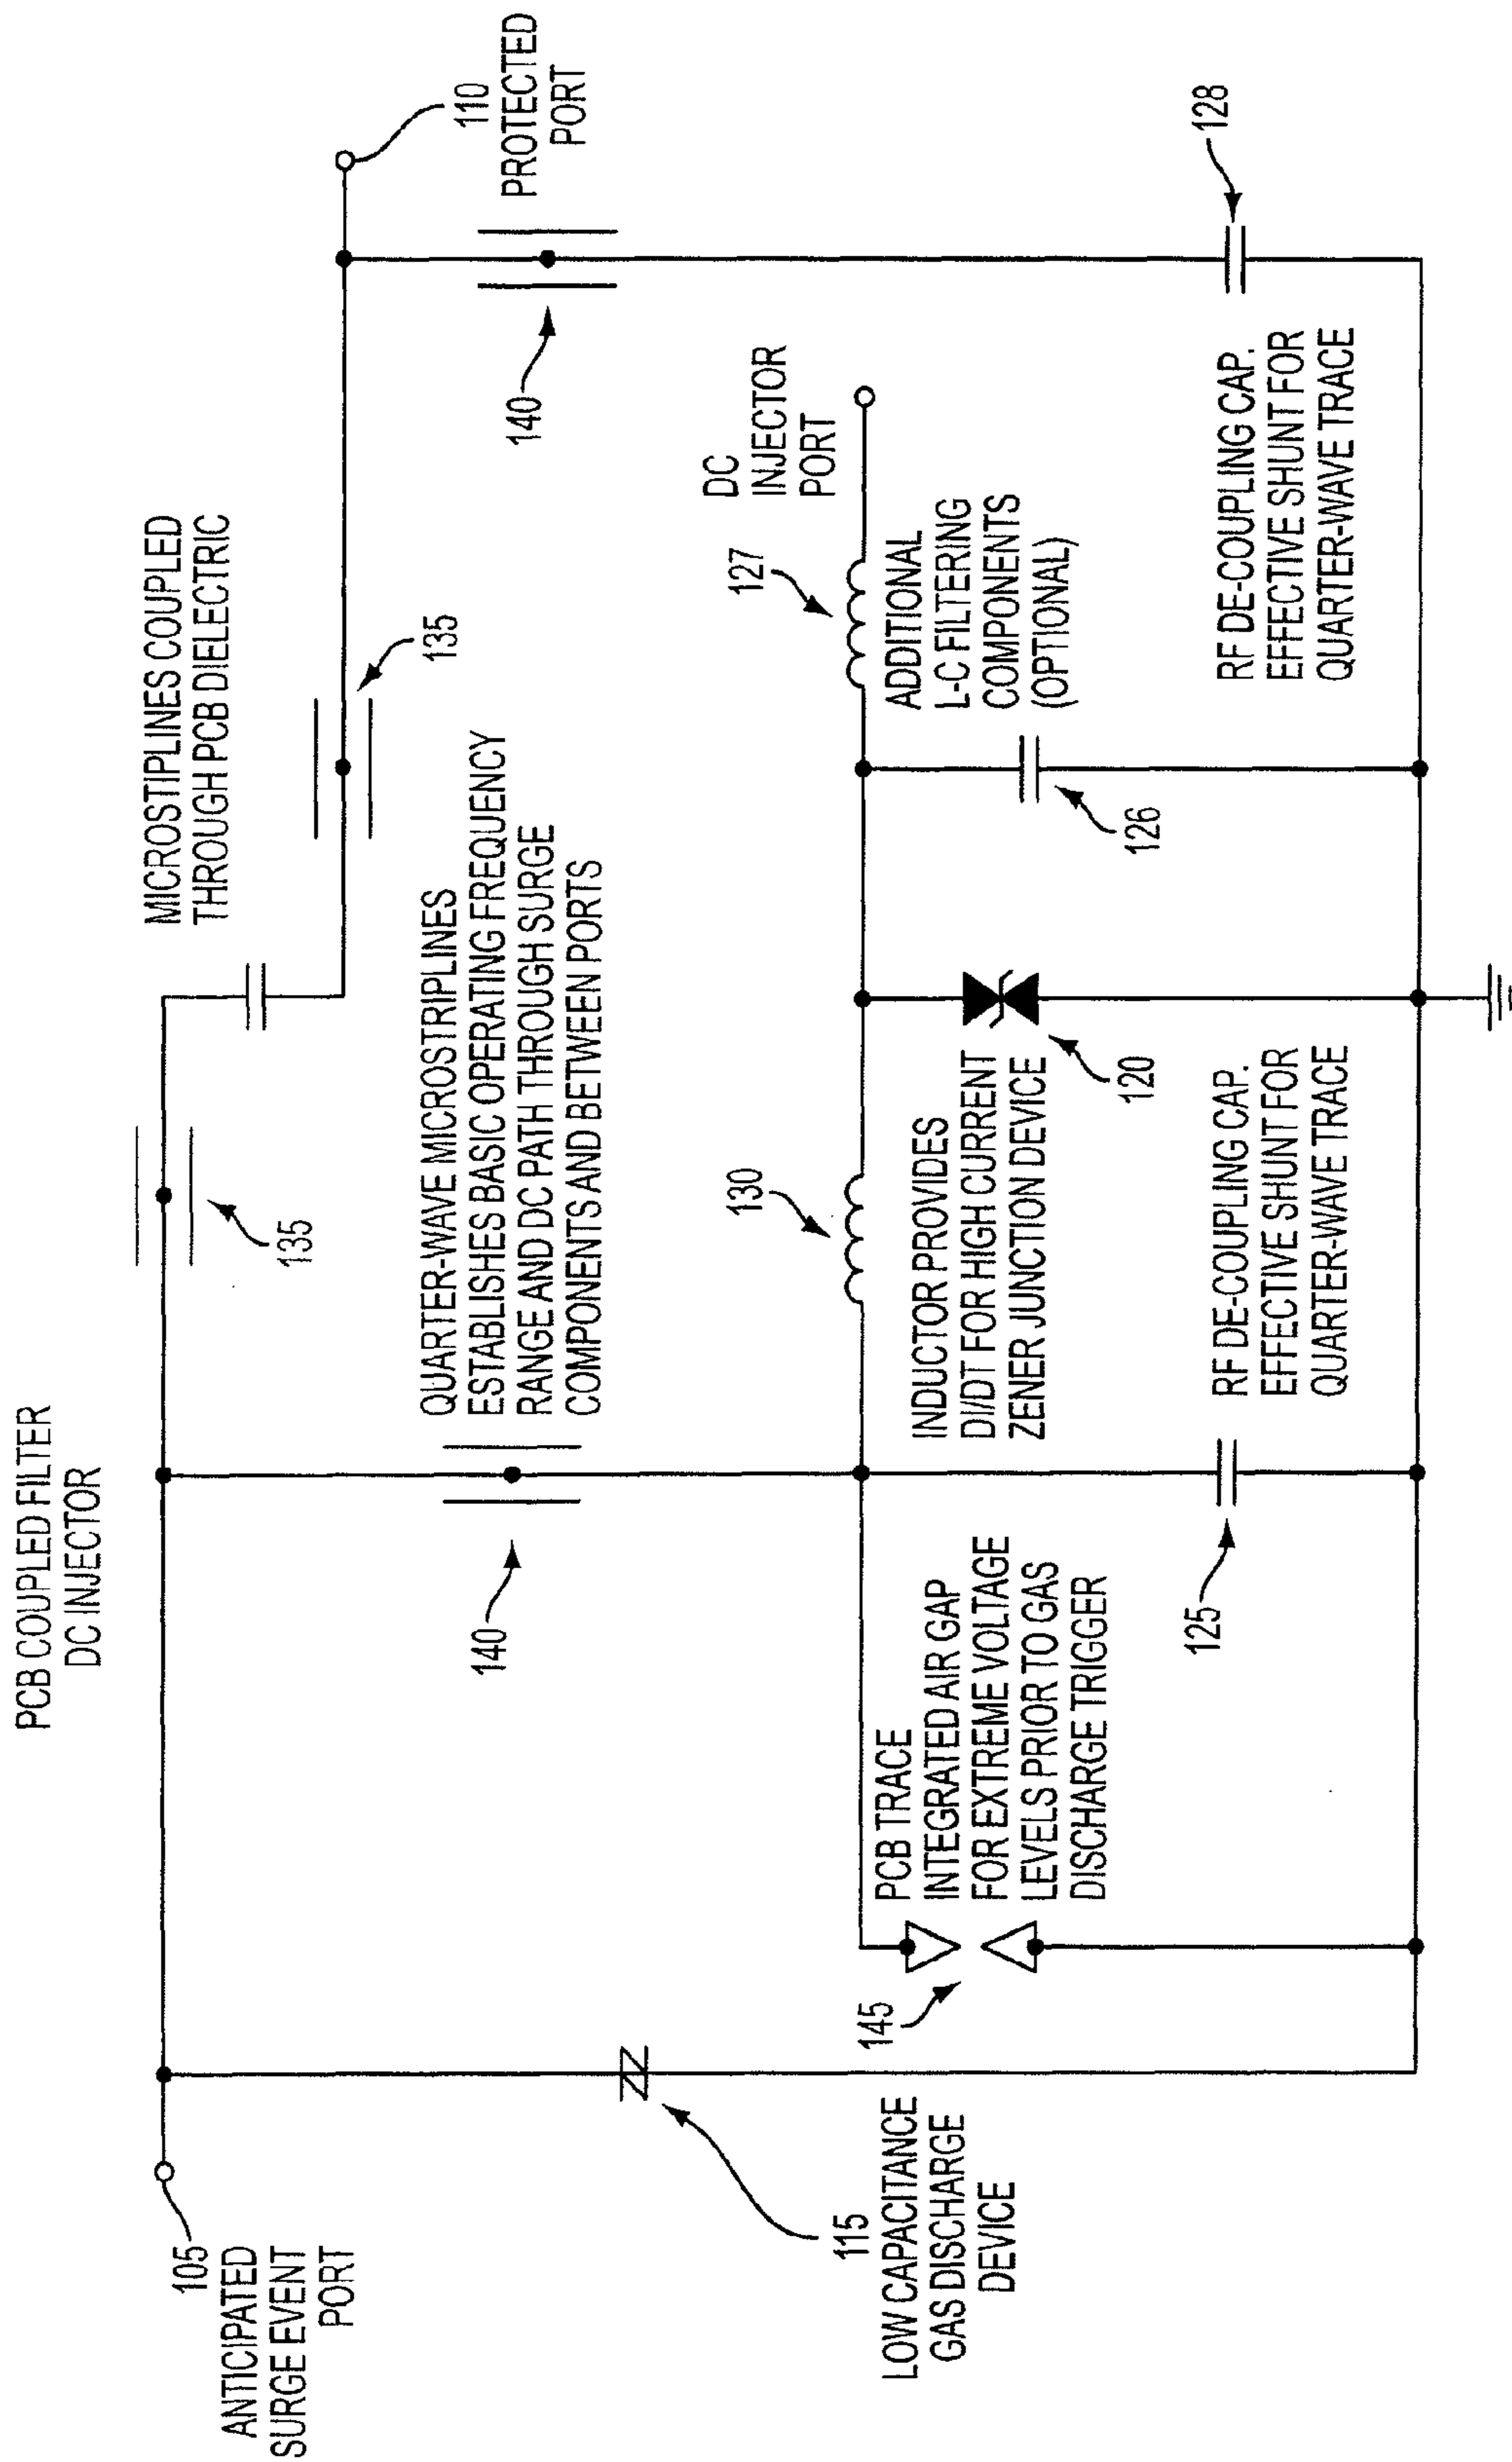 PCB COUPLED FILTER
DC INJECTOR
MICROSTIPLINES COUPLED
THROUGH PCB DIELECTRIC
105
ANTICIPATED
SURGE EVENT
PORT
135
135
110
PROTECTED
PORT
QUARTER-WAVE MICROSTRIPLINES
ESTABLISHES BASIC OPERATING FREQUENCY
RANGE AND DC PATH THROUGH SURGE
COMPONENTS AND BETWEEN PORTS
140
140
115
LOW CAPACITANCE
GAS DISCHARGE
DEVICE
145
PCB TRACE
INTEGRATED AIR GAP
FOR EXTREME VOLTAGE
LEVELS PRIOR TO GAS
DISCHARGE TRIGGER
130
INDUCTOR PROVIDES
DI/DT FOR HIGH CURRENT
ZENER JUNCTION DEVICE
127
ADDITIONAL
L-C FILTERING
COMPONENTS
(OPTIONAL)
DC
INJECTOR
PORT
120
126
125
RF DE-COUPLING CAP.
EFFECTIVE SHUNT FOR
QUARTER-WAVE TRACE
128
RF DE-COUPLING CAP.
EFFECTIVE SHUNT FOR
QUARTER-WAVE TRACE